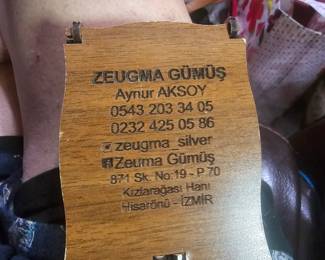 ZEUGMA GÜMÜŞ
Aynur AKSOY
0543 203 34 05
0232 425 05 86
zeugma_silver
Zeuma Gümüş
871 Sk. No:19 - P 70
Kızlarağası Hanı
Hisarönü - İZMİR